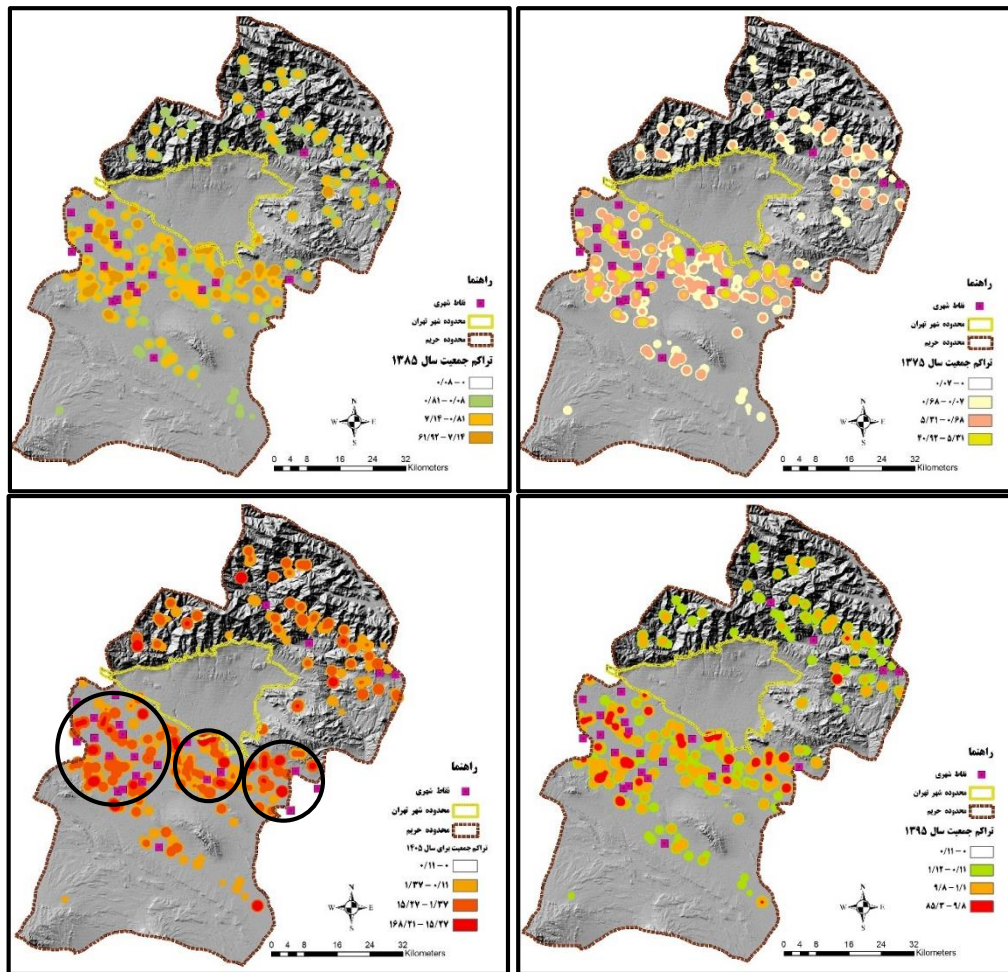 راهنما
نقاط شهری
محدوده شهر تهران
محدوده حریم
تراکم جمعیت سال ۱۳۷۵
۰/۰۷-۰
۰/۶۸-۰/۰۷
۵/۳۱-۰/۶۸
۴۰/۹۲-۵/۳۱
N
W E
S
0 4 8 16 24 32
Kilometers
راهنما
نقاط شهری
محدوده شهر تهران
محدوده حریم
تراکم جمعیت سال ۱۳۸۵
۰/۰۸-۰
۰/۸۱-۰/۰۸
۷/۱۴-۰/۸۱
۶۱/۹۲-۷/۱۴
N
W E
S
0 4 8 16 24 32
Kilometers
راهنما
نقاط شهری
محدوده شهر تهران
محدوده حریم
تراکم جمعیت سال ۱۳۹۵
۰/۱۱-۰
۱/۱۲-۰/۱۱
۹/۸-۱/۱
۸۵/۳-۹/۸
N
W E
S
0 4 8 16 24 32
Kilometers
راهنما
نقاط شهری
محدوده شهر تهران
محدوده حریم
تراکم جمعیت برای سال ۱۴۰۵
۰/۱۱-۰
۱/۳۷-۰/۱۱
۱۵/۲۷-۱/۳۷
۱۶۸/۲۱-۱۵/۲۷
N
W E
S
0 4 8 16 24 32
Kilometers